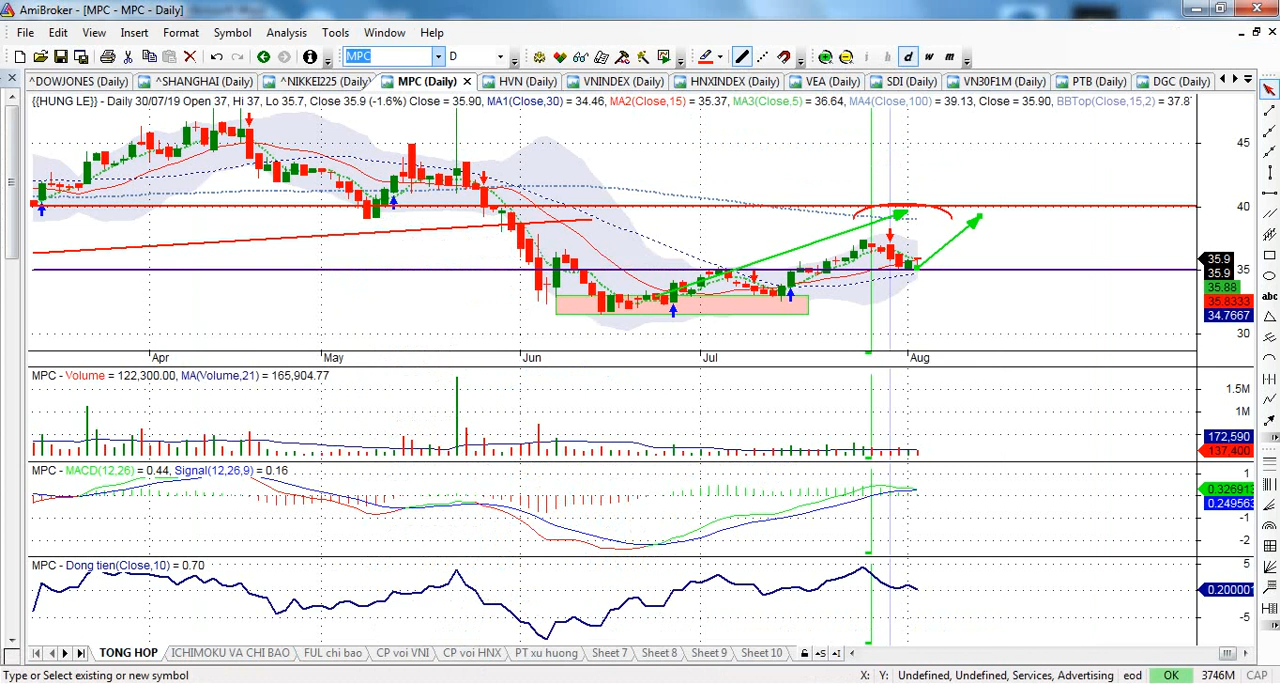 AmiBroker - [MPC - MPC - Daily]
File Edit View Insert Format Symbol Analysis Tools Window Help
MPC D i h d w m
^DOWJONES (Daily) ^SHANGHAI (Daily) ^NIKKEI225 (Daily) MPC (Daily) HVN (Daily) VNINDEX (Daily) HNXINDEX (Daily) VEA (Daily) SDI (Daily) VN30F1M (Daily) PTB (Daily) DGC (Daily)
{{HUNG LE}} - Daily 30/07/19 Open 37, Hi 37, Lo 35.7, Close 35.9 (-1.6%) Close = 35.90, MA1(Close,30) = 34.46, MA2(Close,15) = 35.37, MA3(Close,5) = 36.64, MA4(Close,100) = 39.13, Close = 35.90, BBTop(Close,15,2) = 37.8
45
40
35.9
35
35.9
35.88
35.8333
34.7667
30
Apr May Jun Jul Aug
MPC - Volume = 122,300.00, MA(Volume,21) = 165,904.77
1.5M
1M
172,590
137,400
MPC - MACD(12,26) = 0.44, Signal(12,26,9) = 0.16
1
0.326913
0.249563
-1
-2
MPC - Dong tien(Close,10) = 0.70
5
0.20000
-5
TONG HOP ICHIMOKU VA CHI BAO FUL chi bao CP voi VNI CP voi HNX PT xu huong Sheet 7 Sheet 8 Sheet 9 Sheet 10
Type or Select existing or new symbol X: Y: Undefined, Undefined, Services, Advertising eod OK 3746M CAP
abc